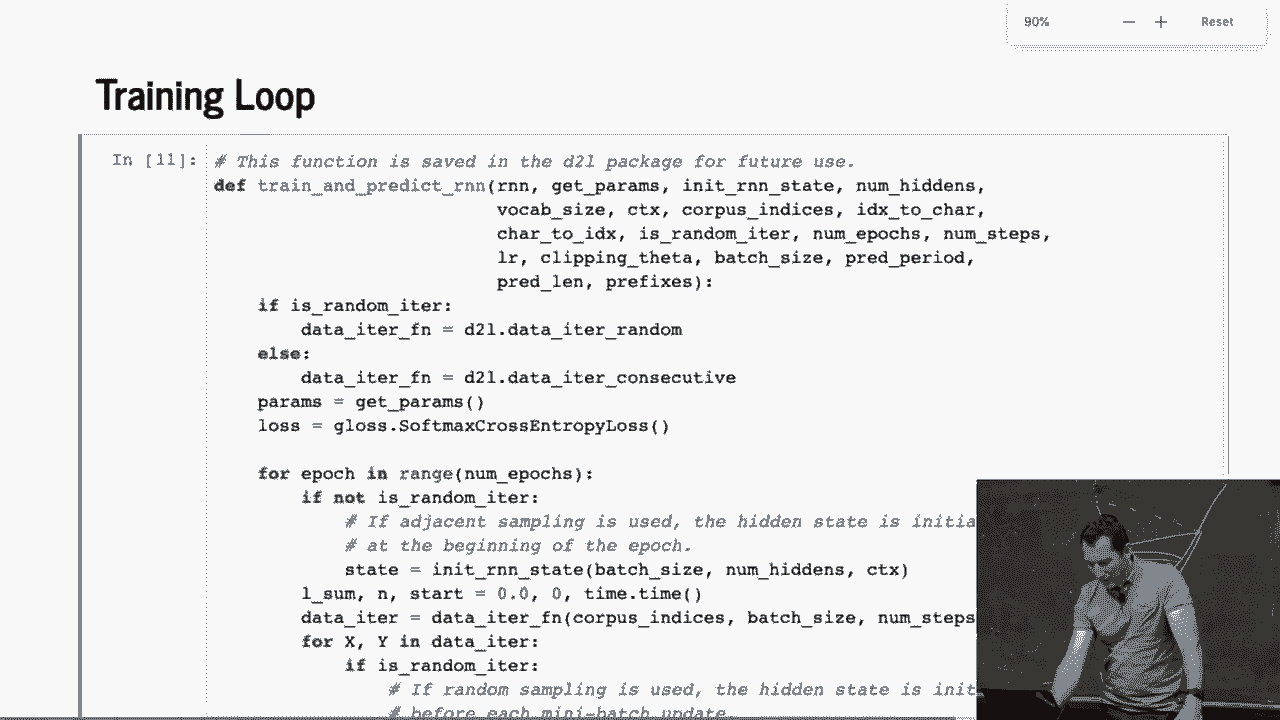 90% − + Reset
Training Loop
In [11]: # This function is saved in the d2l package for future use.
def train_and_predict_rnn(rnn, get_params, init_rnn_state, num_hiddens,
vocab_size, ctx, corpus_indices, idx_to_char,
char_to_idx, is_random_iter, num_epochs, num_steps,
lr, clipping_theta, batch_size, pred_period,
pred_len, prefixes):
if is_random_iter:
data_iter_fn = d2l.data_iter_random
else:
data_iter_fn = d2l.data_iter_consecutive
params = get_params()
loss = gloss.SoftmaxCrossEntropyLoss()
for epoch in range(num_epochs):
if not is_random_iter:
# If adjacent sampling is used, the hidden state is initia
# at the beginning of the epoch.
state = init_rnn_state(batch_size, num_hiddens, ctx)
l_sum, n, start = 0.0, 0, time.time()
data_iter = data_iter_fn(corpus_indices, batch_size, num_steps
for X, Y in data_iter:
if is_random_iter:
# If random sampling is used, the hidden state is init
# before each mini-batch update.